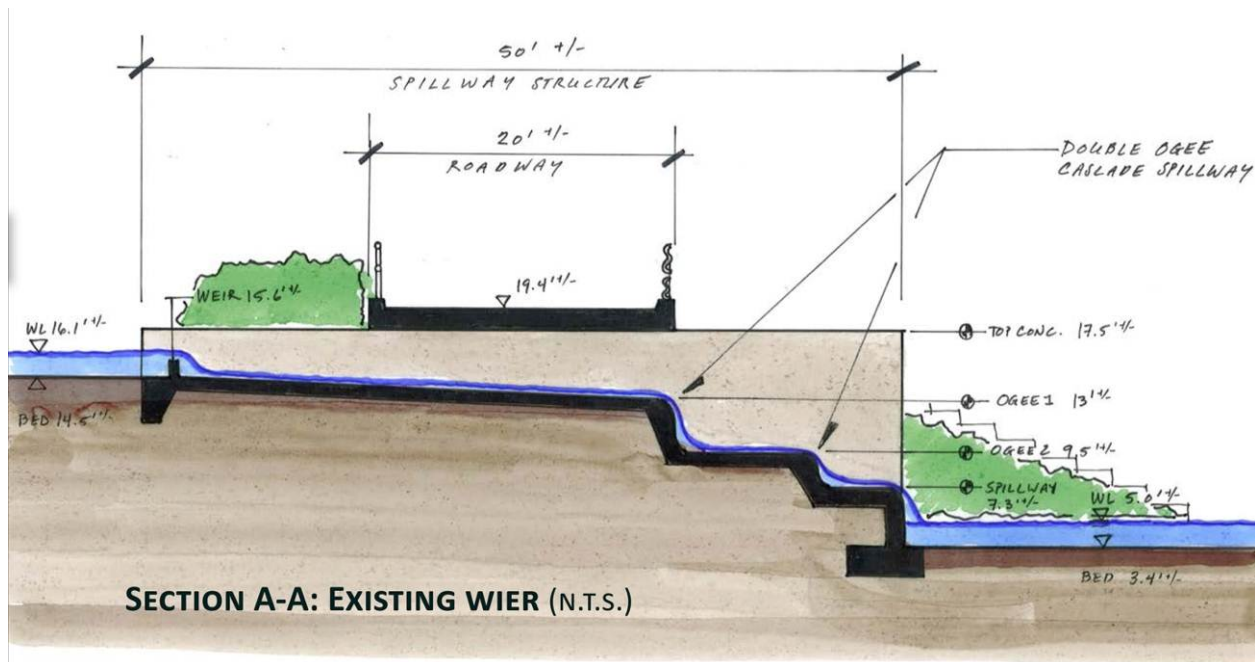 50' +/-
SPILLWAY STRUCTURE
20' +/-
ROADWAY
DOUBLE OGEE
CASLADE SPILLWAY
WEIR 15.6'+/-
19.4'+/-
WL 16.1'+/-
TOP CONC. 17.5'+/-
BED 14.5'+/-
OGEE 1 13'+/-
OGEE 2 9.5'+/-
SPILLWAY
7.3'+/-
WL 5.0'+/-
BED 3.4'+/-
SECTION A-A: EXISTING WIER (N.T.S.)